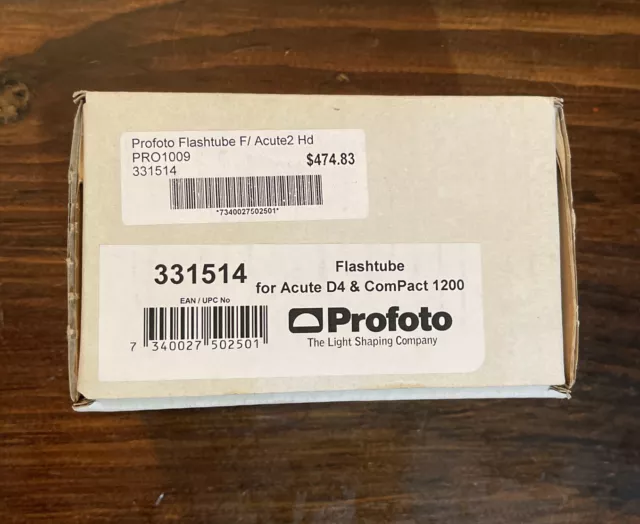 Profoto Flashtube F/ Acute2 Hd
PRO1009
$474.83
331514
*7340027502501*
331514
Flashtube
for Acute D4 & ComPact 1200
EAN / UPC No
7 340027 502501
Profoto
The Light Shaping Company